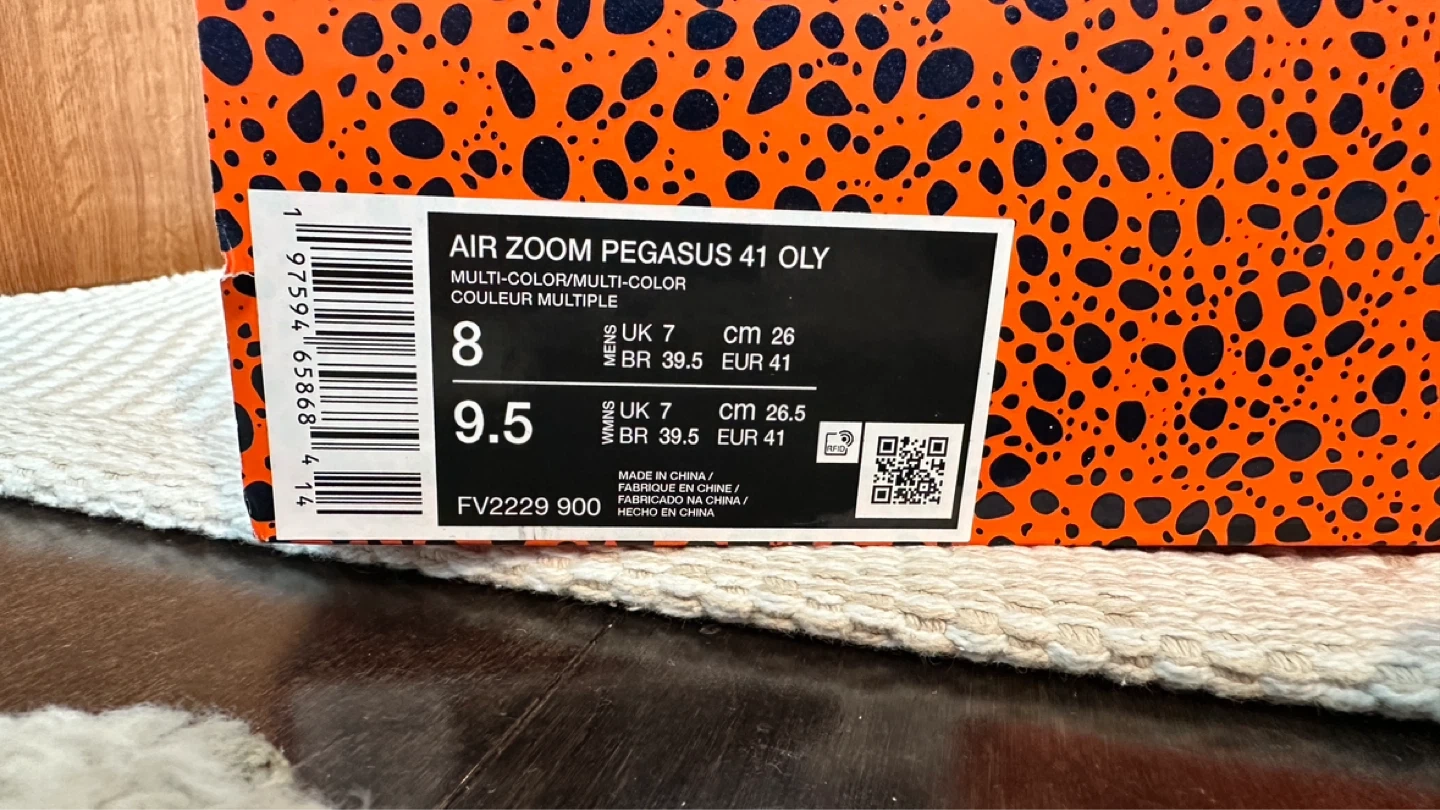 AIR ZOOM PEGASUS 41 OLY
MULTI-COLOR/MULTI-COLOR
COULEUR MULTIPLE
8 MENS UK 7 cm 26
BR 39.5 EUR 41
9.5 WMNS UK 7 cm 26.5
BR 39.5 EUR 41
RFID
MADE IN CHINA /
FABRIQUE EN CHINE /
FABRICADO NA CHINA /
HECHO EN CHINA
FV2229 900
1 97594 65868 4 14